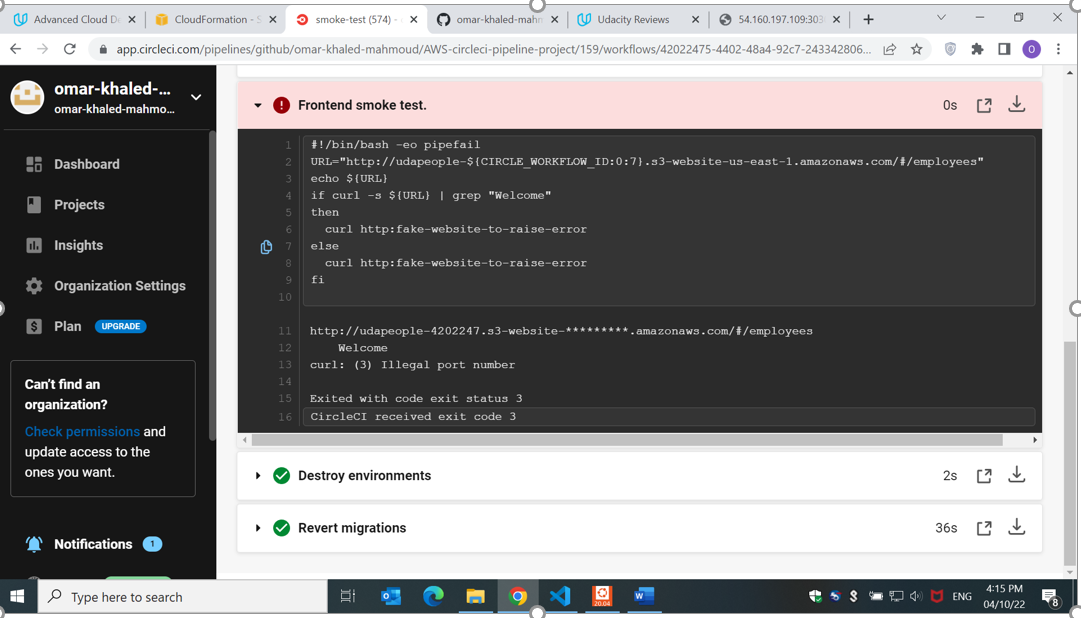 Advanced Cloud De
CloudFormation - S
smoke-test (574) -
omar-khaled-mahm
Udacity Reviews
54.160.197.109:303
app.circleci.com/pipelines/github/omar-khaled-mahmoud/AWS-circleci-pipeline-project/159/workflows/42022475-4402-48a4-92c7-243342806...
O
omar-khaled-...
omar-khaled-mahmo...
Dashboard
Projects
Insights
Organization Settings
Plan UPGRADE
Can't find an
organization?
Check permissions and
update access to the
ones you want.
Notifications 1
Frontend smoke test. 0s
1 #!/bin/bash -eo pipefail
2 URL="http://udapeople-${CIRCLE_WORKFLOW_ID:0:7}.s3-website-us-east-1.amazonaws.com/#/employees"
3 echo ${URL}
4 if curl -s ${URL} | grep "Welcome"
5 then
6 curl http:fake-website-to-raise-error
7 else
8 curl http:fake-website-to-raise-error
9 fi
10
11 http://udapeople-4202247.s3-website-*********.amazonaws.com/#/employees
12 Welcome
13 curl: (3) Illegal port number
14
15 Exited with code exit status 3
16 CircleCI received exit code 3
Destroy environments 2s
Revert migrations 36s
Type here to search
20.04
ENG
4:15 PM
04/10/22
8